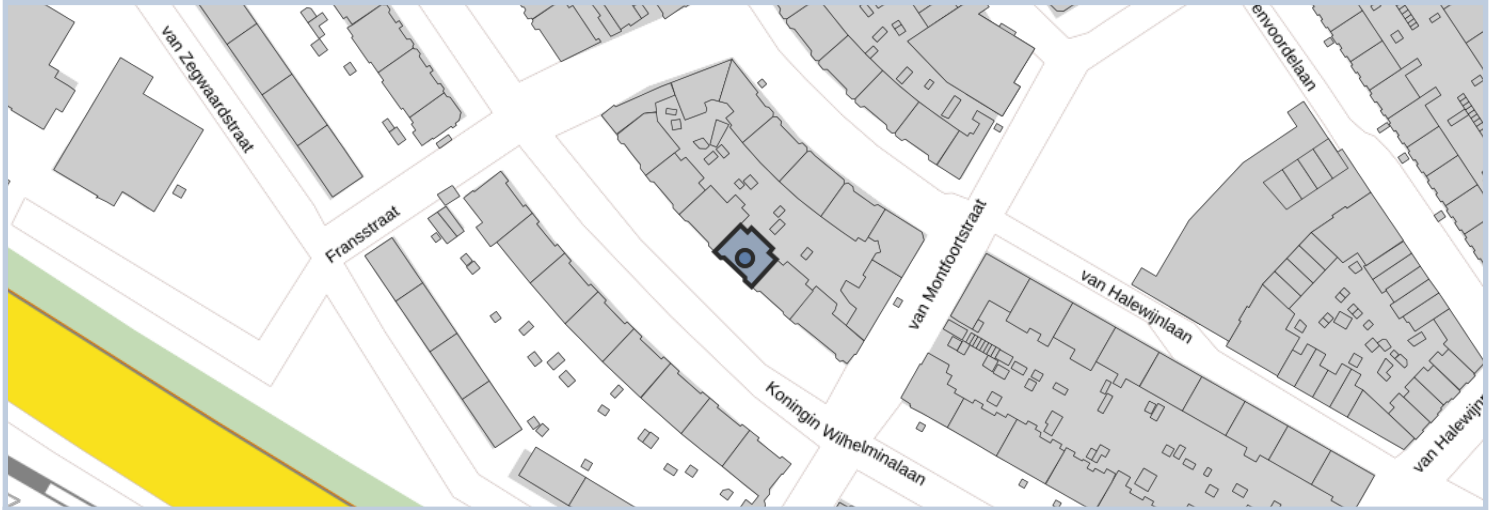 van Zegwaardstraat
Fransstraat
van Montfoortstraat
van Halewijnlaan
Koningin Wilhelminalaan